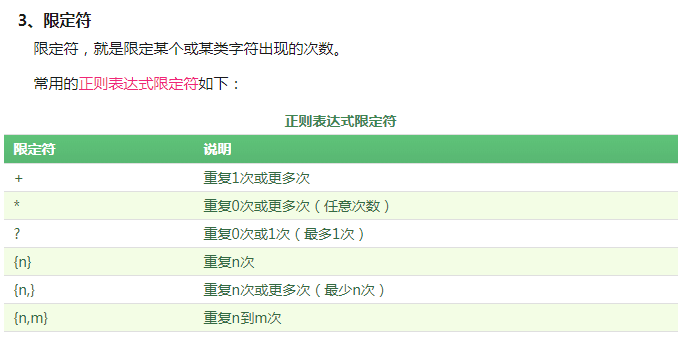 3、限定符
限定符，就是限定某个或某类字符出现的次数。
常用的正则表达式限定符如下：
正则表达式限定符
限定符 说明
+ 重复1次或更多次
* 重复0次或更多次（任意次数）
? 重复0次或1次（最多1次）
{n} 重复n次
{n,} 重复n次或更多次（最少n次）
{n,m} 重复n到m次